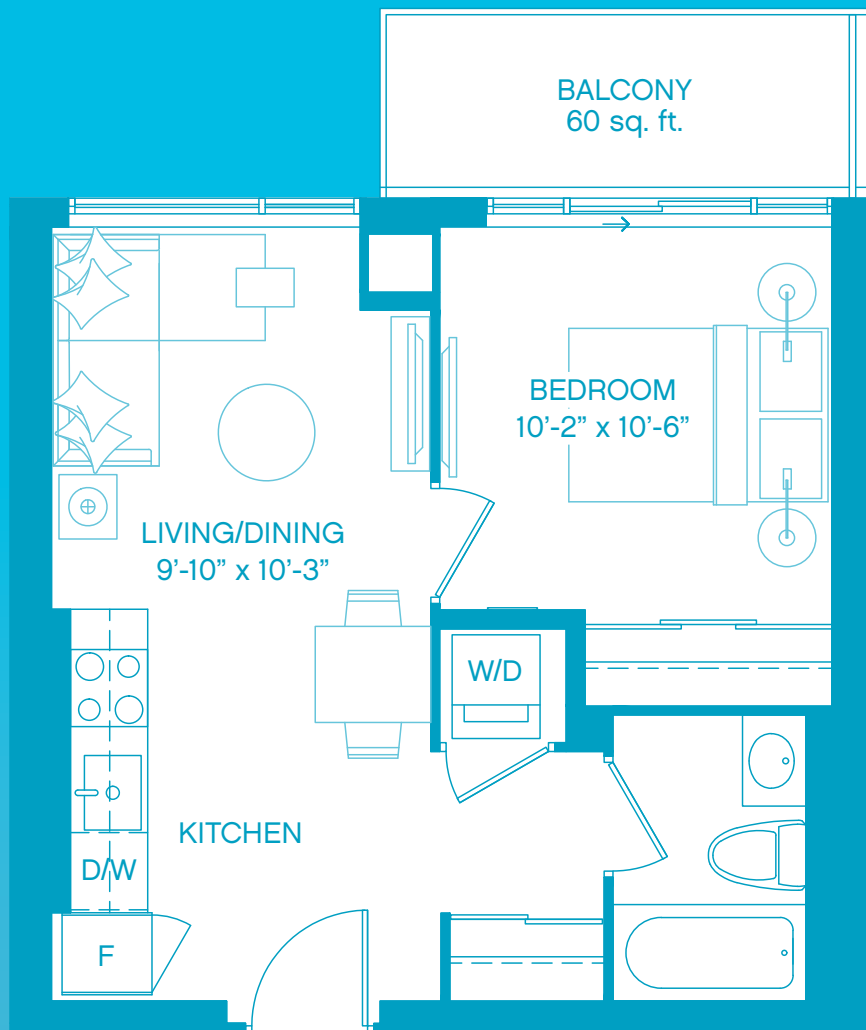 BALCONY
60 sq. ft.
BEDROOM
10’-2” x 10’-6”
LIVING/DINING
9’-10” x 10’-3”
W/D
KITCHEN
D/W
F